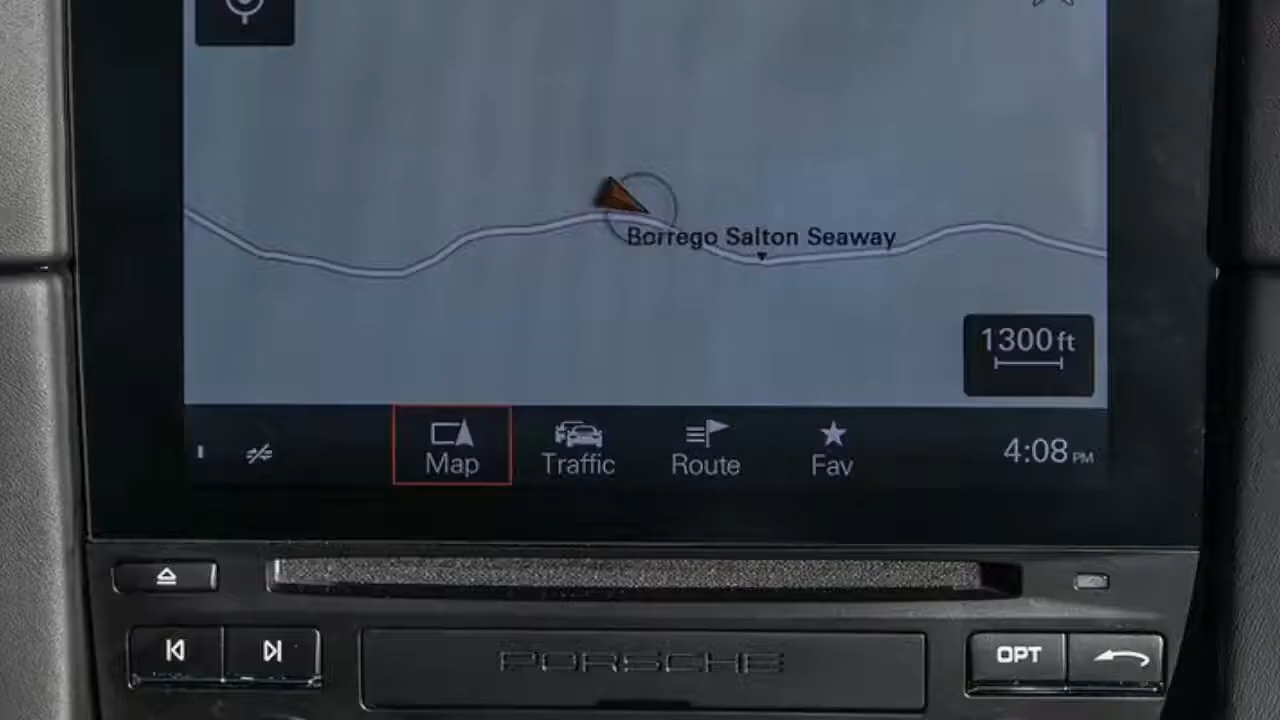 Borrego Salton Seaway
1300 ft
Map
Traffic
Route
Fav
4:08 PM
PORSCHE
OPT